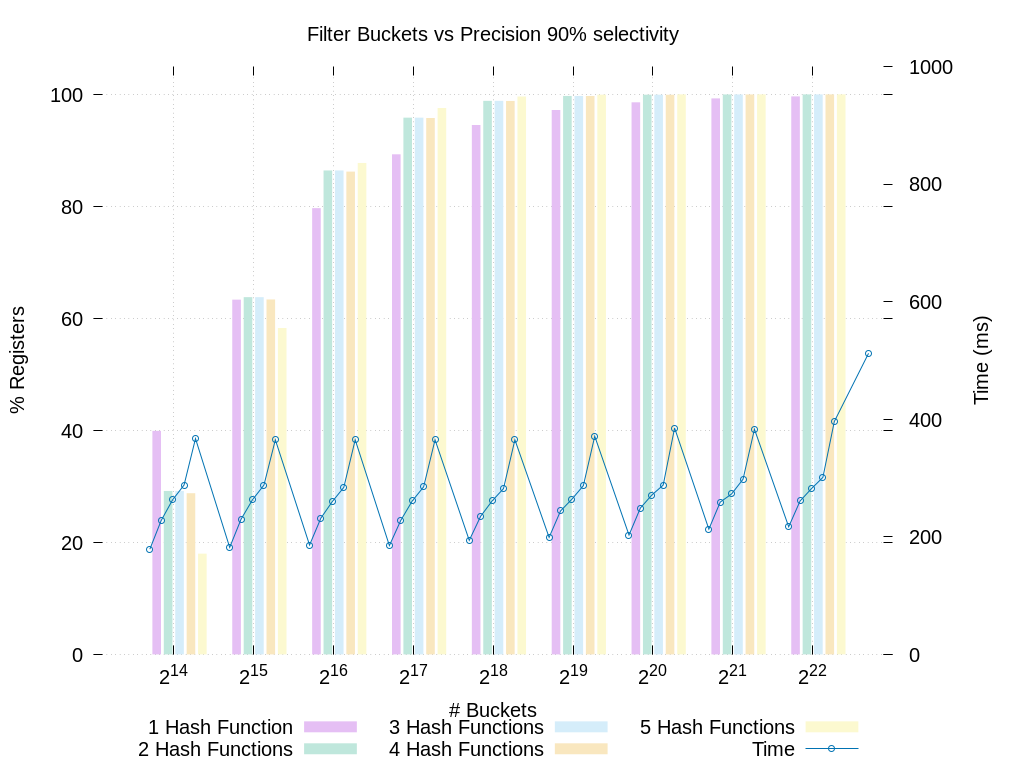 Filter Buckets vs Precision 90% selectivity
1000
100
800
80
600
60
% Registers
Time (ms)
400
40
20
200
0
0
2^14 2^15 2^16 2^17 2^18 2^19 2^20 2^21 2^22
# Buckets
1 Hash Function 3 Hash Functions 5 Hash Functions
2 Hash Functions 4 Hash Functions Time